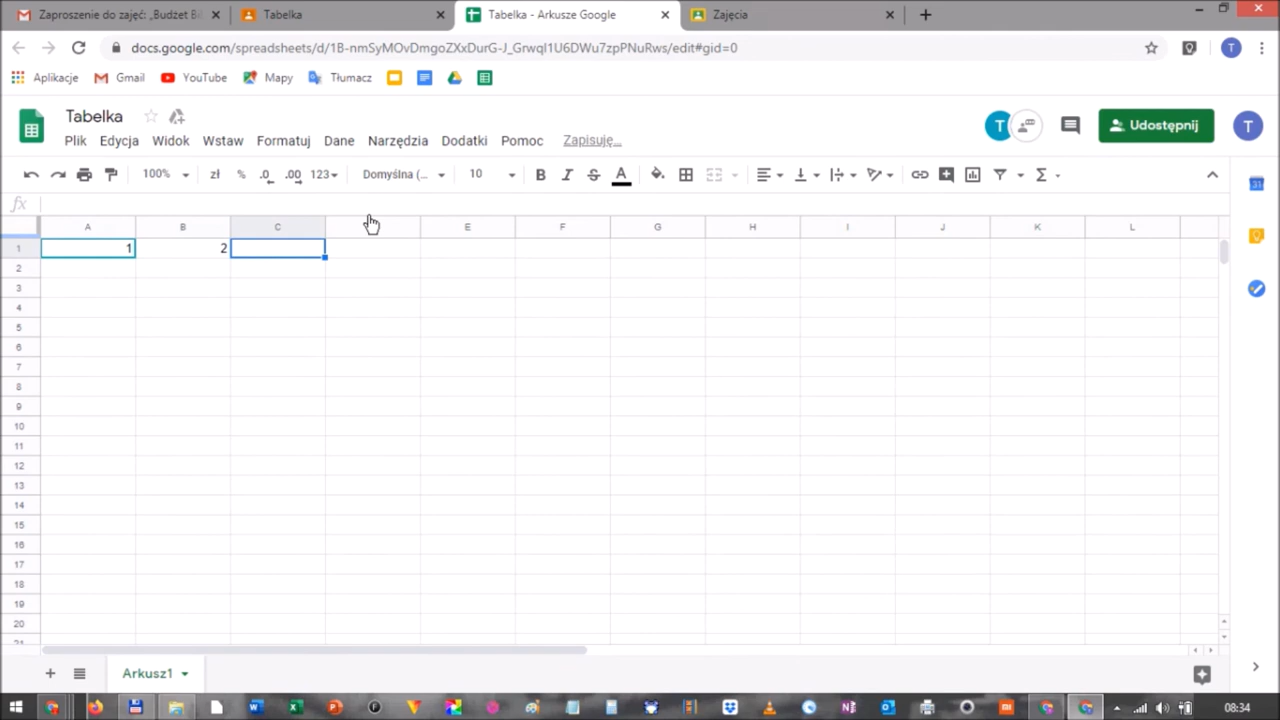 Zaproszenie do zajęć: „Budżet Bi
Tabelka
Tabelka - Arkusze Google
Zajęcia
docs.google.com/spreadsheets/d/1B-nmSyMOvDmgoZXxDurG-J_GrwqI1U6DWu7zpPNuRws/edit#gid=0
T
Aplikacje
Gmail
YouTube
Mapy
Tłumacz
Tabelka
Plik
Edycja
Widok
Wstaw
Formatuj
Dane
Narzędzia
Dodatki
Pomoc
Zapisuję...
T
Udostępnij
T
100%
zł
%
.0
.00
123
Domyślna (...
10
B
I
S
A
Σ
fx
A B C E F G H I J K L
1 1 2
2
3
4
5
6
7
8
9
10
11
12
13
14
15
16
17
18
19
20
21
Arkusz1
08:34